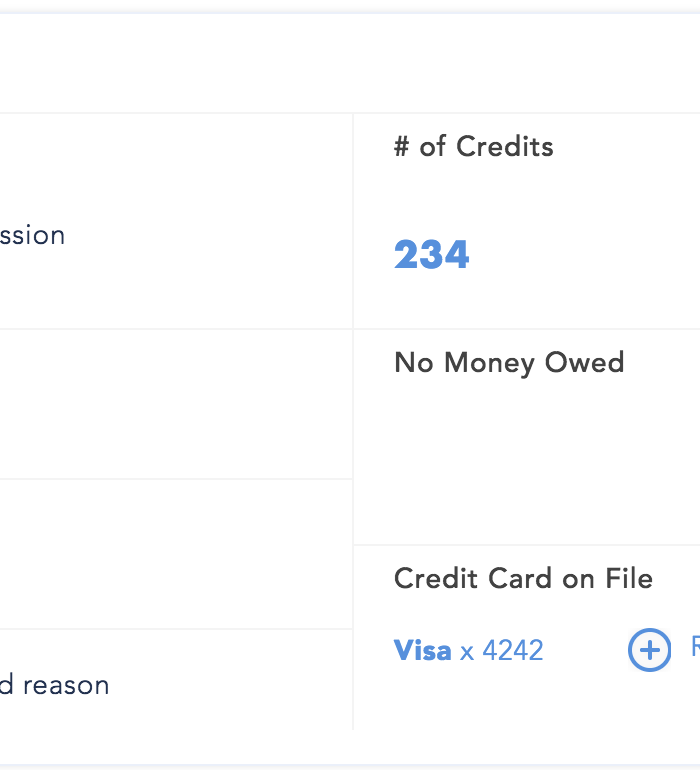 # of Credits
ssion
234
No Money Owed
Credit Card on File
Visa x 4242
R
d reason